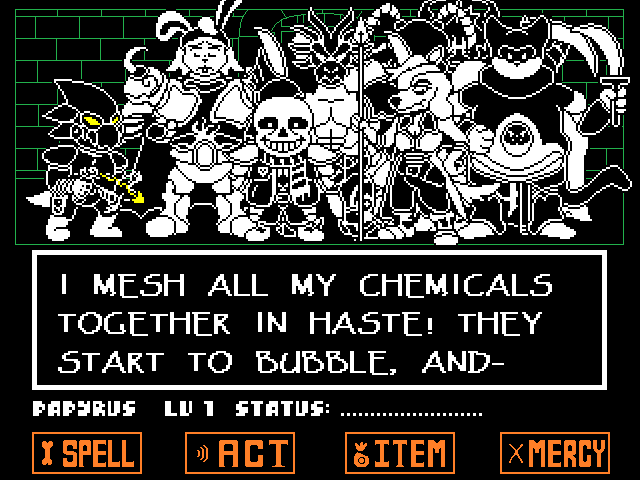 I MESH ALL MY CHEMICALS
TOGETHER IN HASTE! THEY
START TO BUBBLE, AND-
PAPYRUS LV 1 STATUS: ........................
SPELL ACT ITEM MERCY